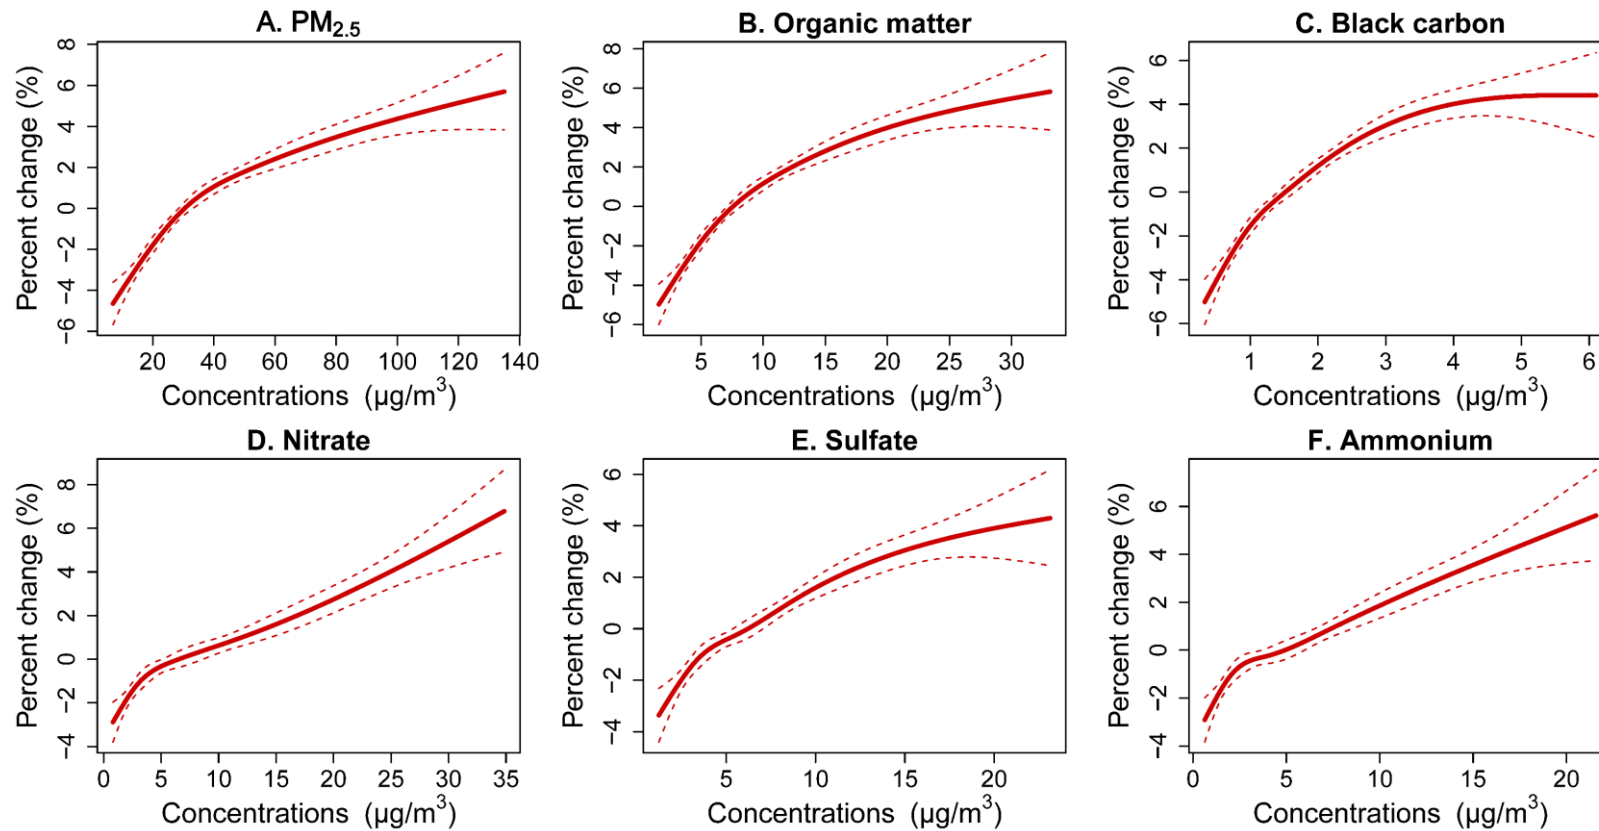 A. PM2.5
Percent change (%)
8
6
4
2
0
−2
−4
−6
20 40 60 80 100 120 140
Concentrations (µg/m³)
B. Organic matter
Percent change (%)
8
6
4
2
0
−2
−4
−6
5 10 15 20 25 30
Concentrations (µg/m³)
C. Black carbon
Percent change (%)
6
4
2
0
−2
−4
−6
1 2 3 4 5 6
Concentrations (µg/m³)
D. Nitrate
Percent change (%)
8
6
4
2
0
−2
−4
0 5 10 15 20 25 30 35
Concentrations (µg/m³)
E. Sulfate
Percent change (%)
6
4
2
0
−2
−4
5 10 15 20
Concentrations (µg/m³)
F. Ammonium
Percent change (%)
6
4
2
0
−2
−4
0 5 10 15 20
Concentrations (µg/m³)